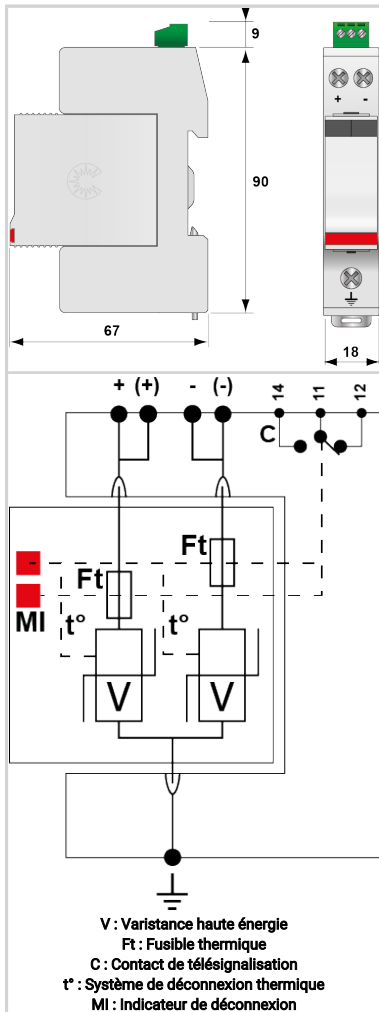 9
+ -
90
67
18
+ (+) - (-) 14 11 12
C
Ft
-
Ft
MI t° t°
V V
V : Varistance haute énergie
Ft : Fusible thermique
C : Contact de télésignalisation
t° : Système de déconnexion thermique
MI : Indicateur de déconnexion